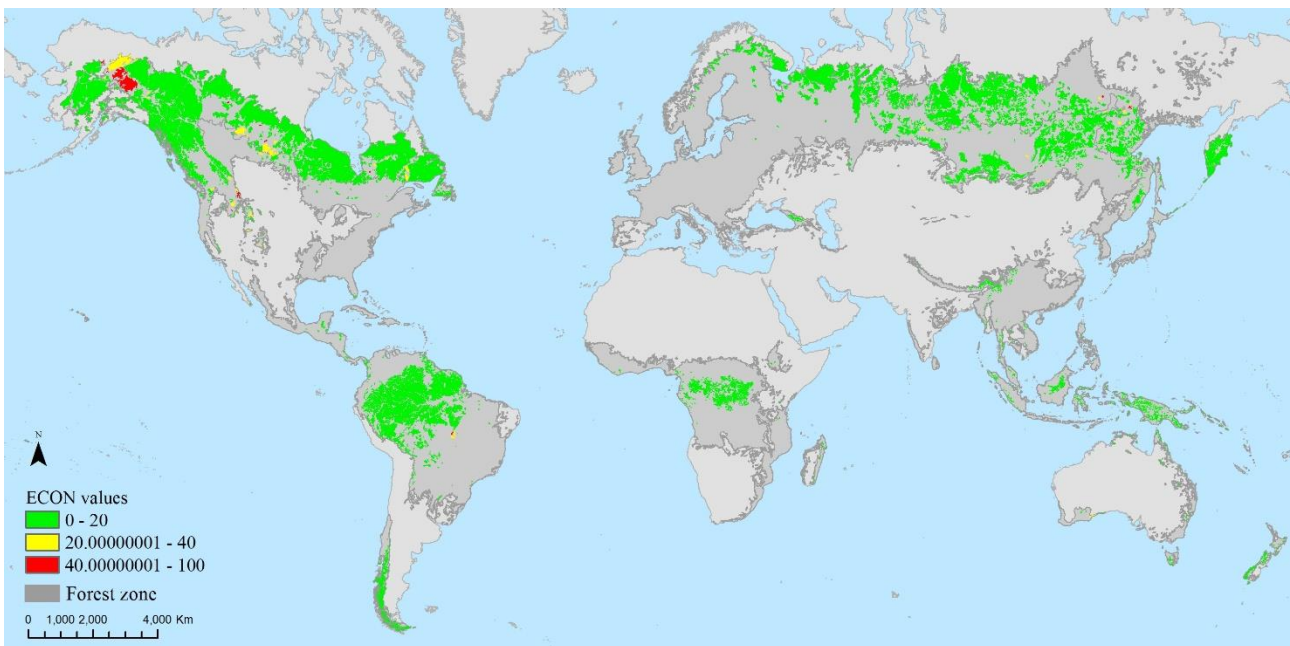 N
ECON values
0 - 20
20.00000001 - 40
40.00000001 - 100
Forest zone
0 1,000 2,000 4,000 Km